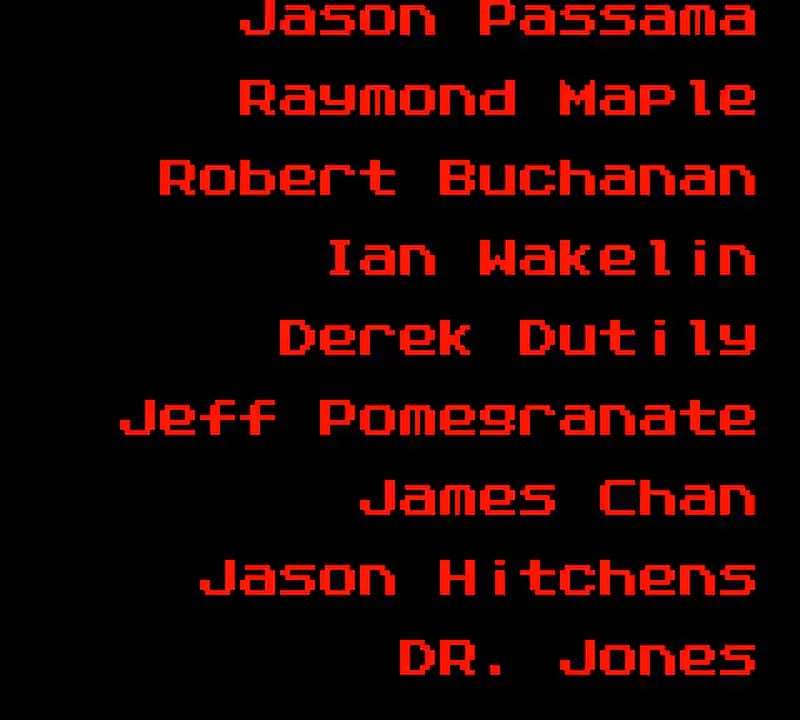 Jason Passama
Raymond Maple
Robert Buchanan
Ian Wakelin
Derek Dutily
Jeff Pomegranate
James Chan
Jason Hitchens
DR. Jones